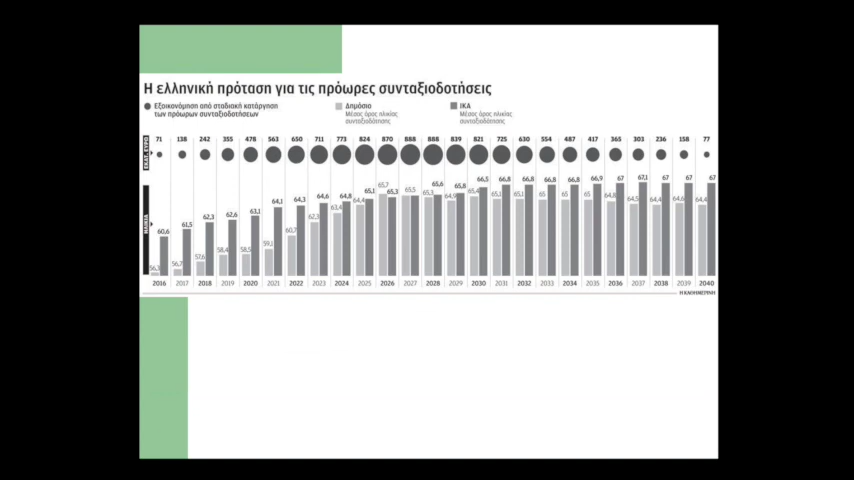 Η ελληνική πρόταση για τις πρόωρες συνταξιοδοτήσεις
Εξοικονόμηση από σταδιακή κατάργηση
των πρόωρων συνταξιοδοτήσεων
Δημόσιο
Μέσος όρος ηλικίας
συνταξιοδότησης
ΙΚΑ
Μέσος όρος ηλικίας
συνταξιοδότησης
ΕΚΑΤ. ΕΥΡΩ
71 138 242 355 478 563 650 711 773 824 870 888 888 839 821 725 630 554 487 417 365 303 236 158 77
ΗΛΙΚΙΑ
60,6 61,5 62,3 62,6 63,1 64,1 64,3 64,6 64,8 65,1 65,3 65,5 65,6 65,8 66,5 66,8 66,8 66,8 66,8 66,9 67 67,1 67 67 67
56,3 56,7 57,6 58,4 58,5 59,1 60,7 62,3 63,4 64,4 65,7 65,3 64,9 65,4 65,1 65,1 65 65 65 64,8 64,5 64,4 64,6 64,4
2016 2017 2018 2019 2020 2021 2022 2023 2024 2025 2026 2027 2028 2029 2030 2031 2032 2033 2034 2035 2036 2037 2038 2039 2040
Η ΚΑΘΗΜΕΡΙΝΗ